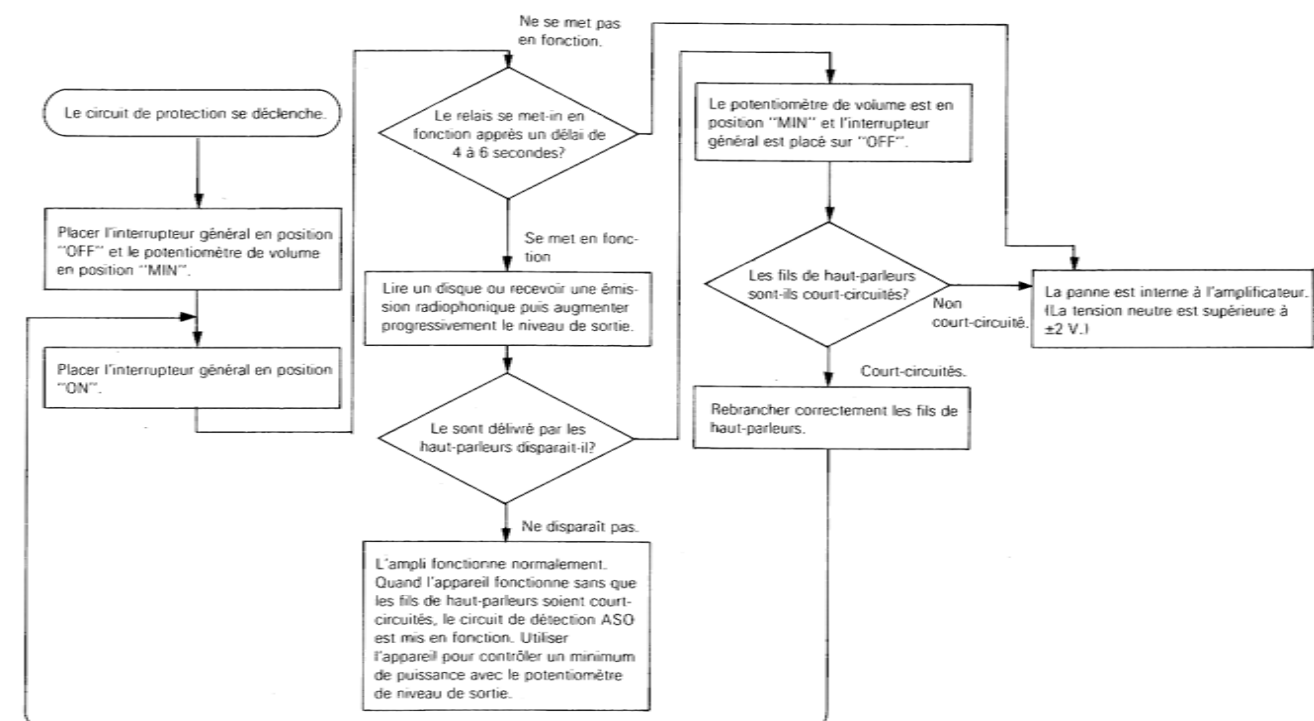 Le circuit de protection se déclenche.
Placer l'interrupteur général en position
"OFF" et le potentiomètre de volume
en position "MIN".
Placer l'interrupteur général en position
"ON".
Ne se met pas
en fonction.
Le relais se met-in en
fonction apprès un délai de
4 à 6 secondes?
Se met en fonc-
tion
Lire un disque ou recevoir une émis-
sion radiophonique puis augmenter
progressivement le niveau de sortie.
Le sont délivré par les
haut-parleurs disparait-il?
Ne disparaît pas.
L'ampli fonctionne normalement.
Quand l'appareil fonctionne sans que
les fils de haut-parleurs soient court-
circuités, le circuit de détection ASO
est mis en fonction. Utiliser
l'appareil pour contrôler un minimum
de puissance avec le potentiomètre
de niveau de sortie.
Le potentiomètre de volume est en
position "MIN" et l'interrupteur
général est placé sur "OFF".
Les fils de haut-parleurs
sont-ils court-circuités?
Non
court-circuité.
Court-circuités.
Rebrancher correctement les fils de
haut-parleurs.
La panne est interne à l'amplificateur.
(La tension neutre est supérieure à
±2 V.)